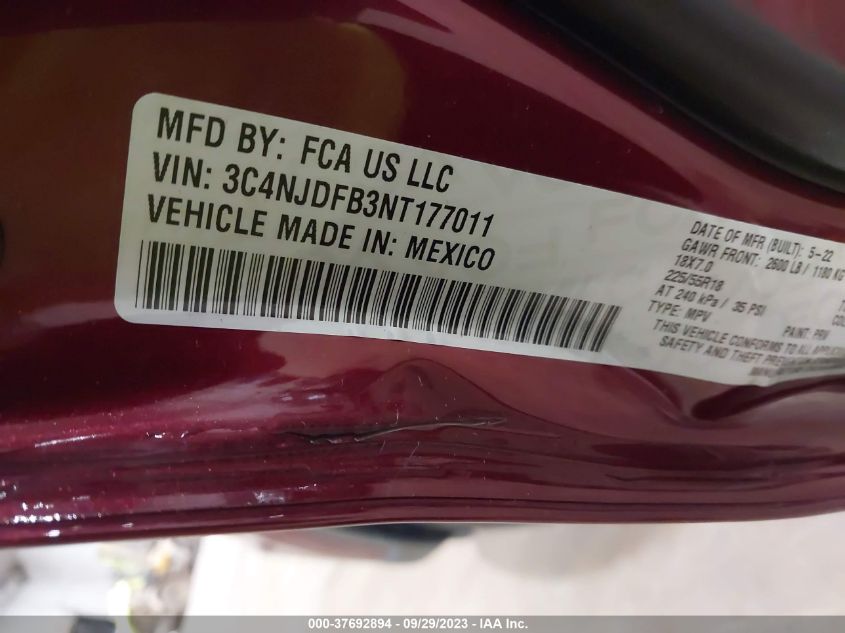 MFD BY: FCA US LLC
VIN: 3C4NJDFB3NT177011
VEHICLE MADE IN: MEXICO
DATE OF MFR (BUILT): 5-22
GAWR FRONT: 2600 LB / 1180 KG
18X7.0
225/55R18
AT 240 kPa / 35 PSI
TYPE: MPV
PAINT: PRV
THIS VEHICLE CONFORMS TO ALL
SAFETY AND THEFT
000-37692894 - 09/29/2023 - IAA Inc.